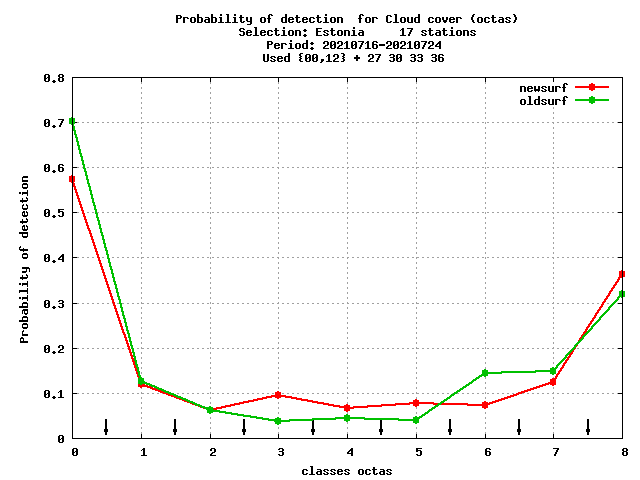 Probability of detection  for Cloud cover (octas)
Selection: Estonia     17 stations
Period: 20210716-20210724
Used {00,12} + 27 30 33 36
newsurf
oldsurf
Probability of detection
0.8
0.7
0.6
0.5
0.4
0.3
0.2
0.1
0
0 1 2 3 4 5 6 7 8
classes octas